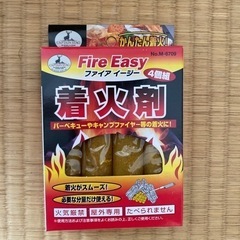 かんたん着火!
No.M-6709
Fire Easy
ファイア イージー
4個組
着火剤
バーベキューやキャンプファイヤー等の着火に!
着火がスムーズ!
必要な分量だけ使える!
火気厳禁
屋外専用
たべられません